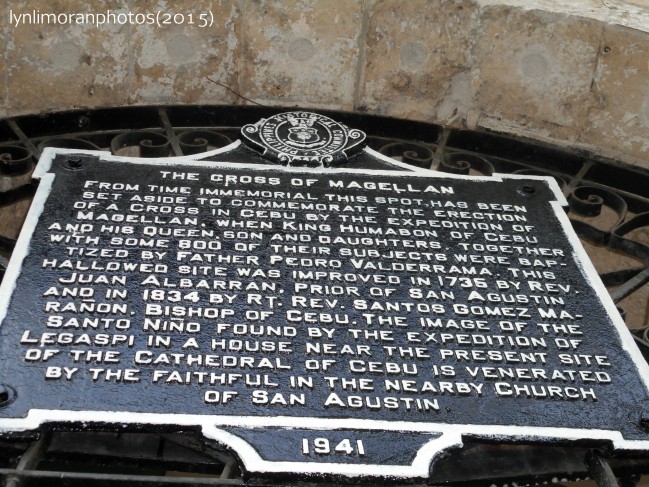 lynlimoranphotos(2015)
THE CROSS OF MAGELLAN
FROM TIME IMMEMORIAL THIS SPOT HAS BEEN
SET ASIDE TO COMMEMORATE THE ERECTION
OF A CROSS IN CEBU BY THE EXPEDITION OF
MAGELLAN, WHEN KING HUMABON OF CEBU
AND HIS QUEEN, SON AND DAUGHTERS, TOGETHER
WITH SOME 800 OF THEIR SUBJECTS WERE BAP-
TIZED BY FATHER PEDRO VALDERRAMA. THIS
HALLOWED SITE WAS IMPROVED IN 1735 BY REV.
JUAN ALBARRAN, PRIOR OF SAN AGUSTIN
AND IN 1834 BY RT. REV. SANTOS GOMEZ MA-
RAÑON, BISHOP OF CEBU. THE IMAGE OF THE
SANTO NIÑO FOUND BY THE EXPEDITION OF
LEGASPI IN A HOUSE NEAR THE PRESENT SITE
OF THE CATHEDRAL OF CEBU IS VENERATED
BY THE FAITHFUL IN THE NEARBY CHURCH
OF SAN AGUSTIN
1941